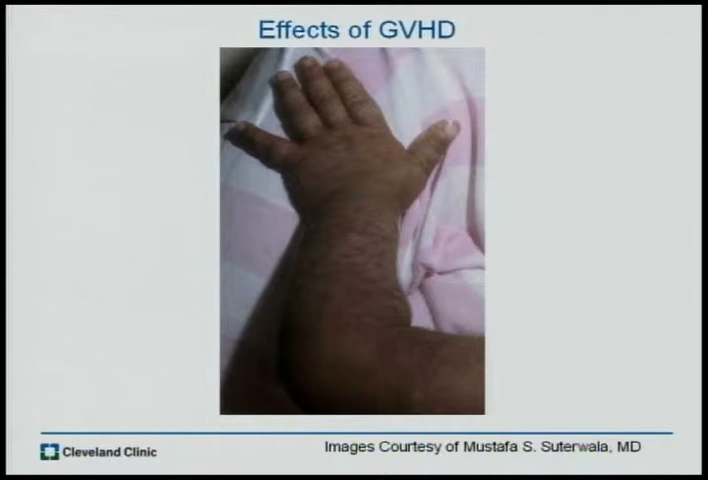 Effects of GVHD
Cleveland Clinic
Images Courtesy of Mustafa S. Suterwala, MD